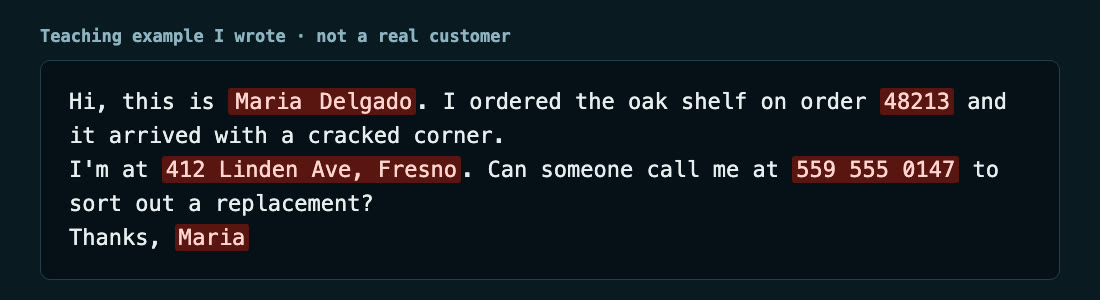 Teaching example I wrote · not a real customer
Hi, this is Maria Delgado. I ordered the oak shelf on order 48213 and
it arrived with a cracked corner.
I'm at 412 Linden Ave, Fresno. Can someone call me at 559 555 0147 to
sort out a replacement?
Thanks, Maria